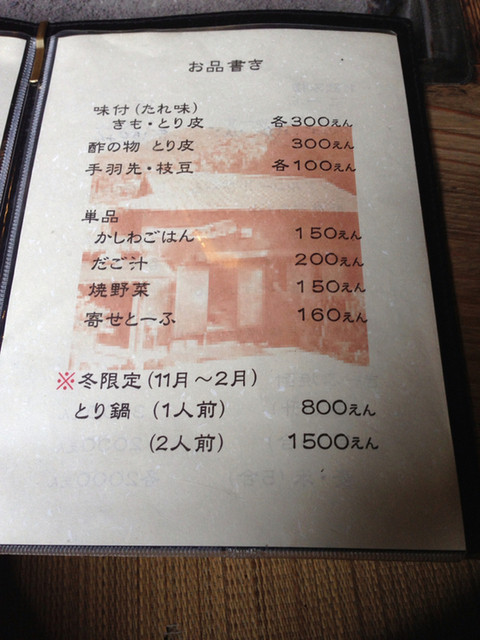 お品書き
味付(たれ味)
きも・とり皮 各300えん
酢の物 とり皮 300えん
手羽先・枝豆 各100えん
単品
かしわごはん 150えん
だご汁 200えん
焼野菜 150えん
寄せとーふ 160えん
※冬限定(11月～2月)
とり鍋 (1人前) 800えん
(2人前) 1500えん